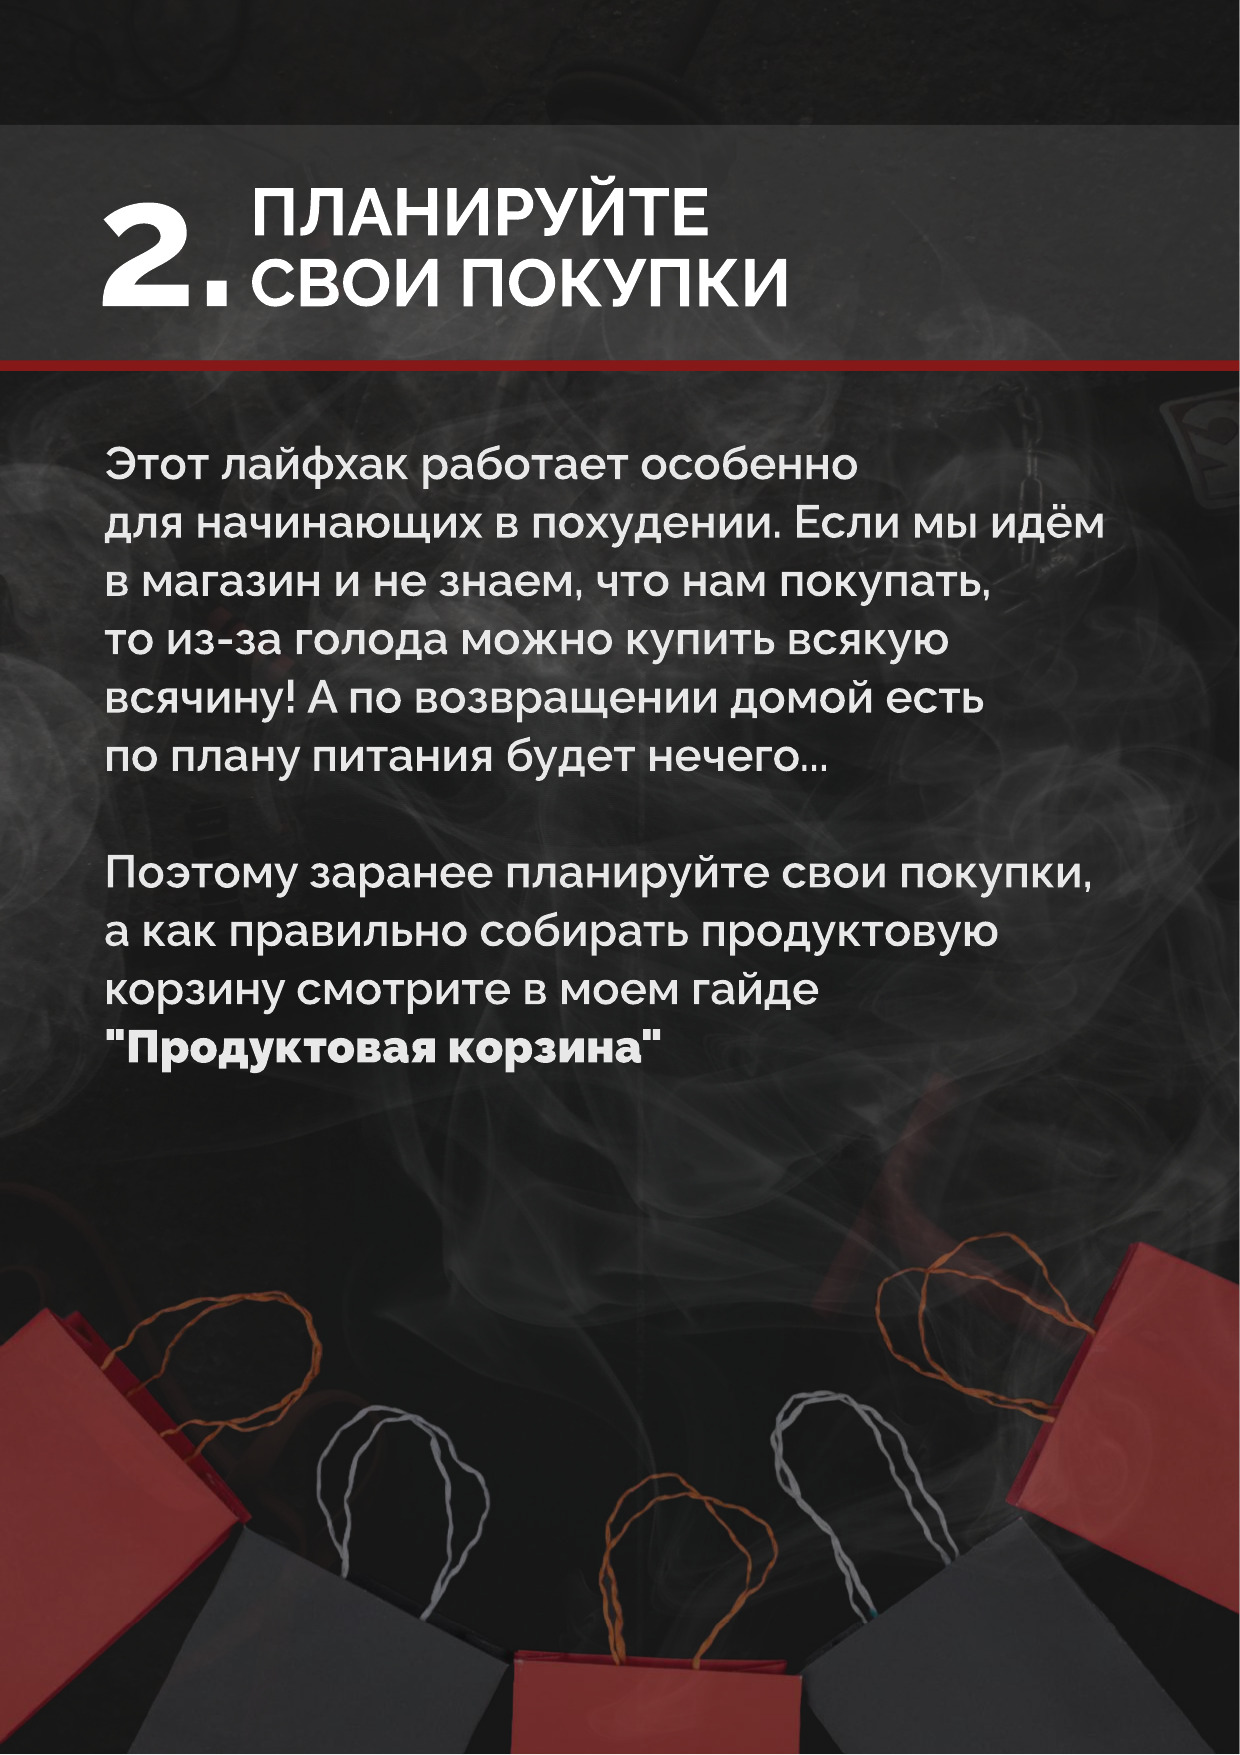 2. ПЛАНИРУЙТЕ
СВОИ ПОКУПКИ
Этот лайфхак работает особенно
для начинающих в похудении. Если мы идём
в магазин и не знаем, что нам покупать,
то из-за голода можно купить всякую
всячину! А по возвращении домой есть
по плану питания будет нечего...
Поэтому заранее планируйте свои покупки,
а как правильно собирать продуктовую
корзину смотрите в моем гайде
"Продуктовая корзина"